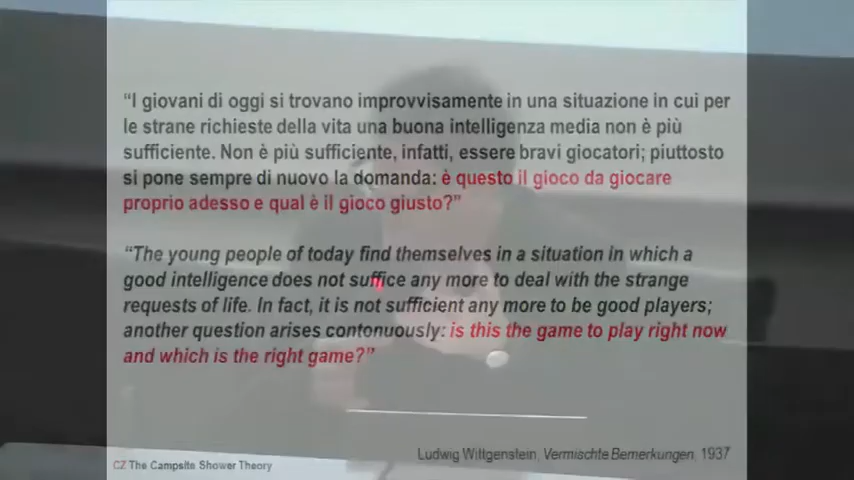 “I giovani di oggi si trovano improvvisamente in una situazione in cui per
le strane richieste della vita una buona intelligenza media non è più
sufficiente. Non è più sufficiente, infatti, essere bravi giocatori; piuttosto
si pone sempre di nuovo la domanda: è questo il gioco da giocare
proprio adesso e qual è il gioco giusto?”
“The young people of today find themselves in a situation in which a
good intelligence does not suffice any more to deal with the strange
requests of life. In fact, it is not sufficient any more to be good players;
another question arises contonuously: is this the game to play right now
and which is the right game?”
Ludwig Wittgenstein, Vermischte Bemerkungen, 1937
CZ The Campsite Shower Theory